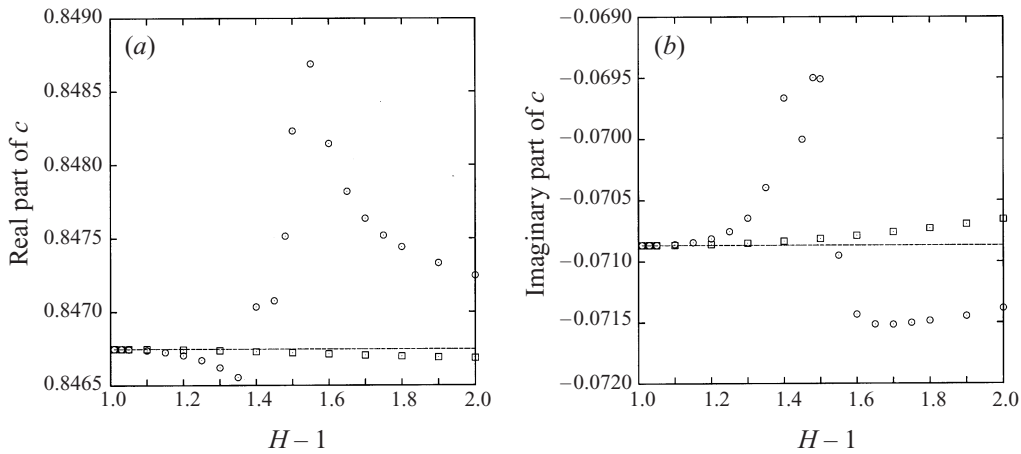 (a)
Real part of c
0.8490
0.8485
0.8480
0.8475
0.8470
0.8465
1.0 1.2 1.4 1.6 1.8 2.0
H – 1
(b)
Imaginary part of c
−0.0690
−0.0695
−0.0700
−0.0705
−0.0710
−0.0715
−0.0720
1.0 1.2 1.4 1.6 1.8 2.0
H – 1